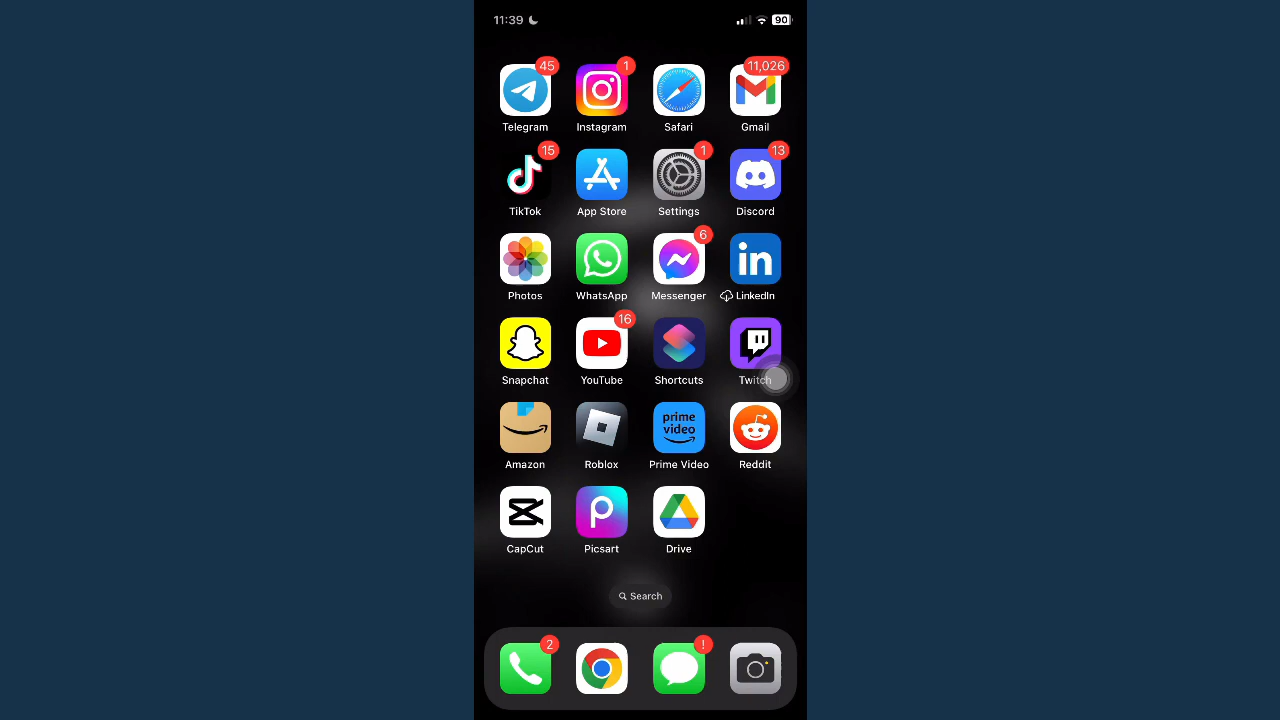 11:39 90
45 1 11,026
Telegram Instagram Safari Gmail
15 1 13
TikTok App Store Settings Discord
6
in
Photos WhatsApp Messenger LinkedIn
16
Snapchat YouTube Shortcuts Twitch
prime
video
Amazon Roblox Prime Video Reddit
CapCut Picsart Drive
Search
2 !